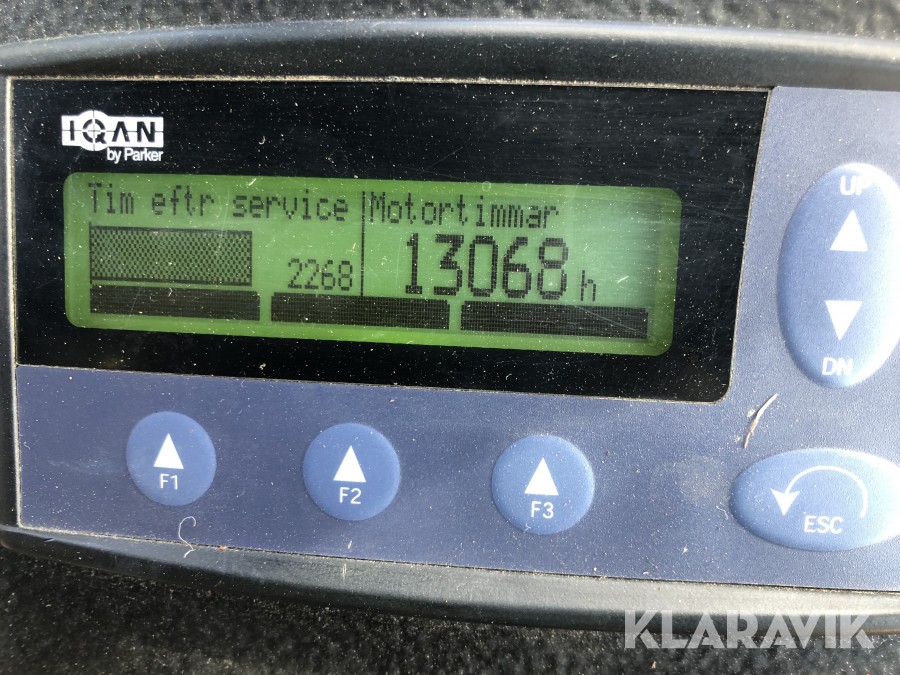 IQAN
by Parker
Tim eftr service
2268
Motortimmar
13068 h
UP
DN
F1
F2
F3
ESC
KLARAVIK